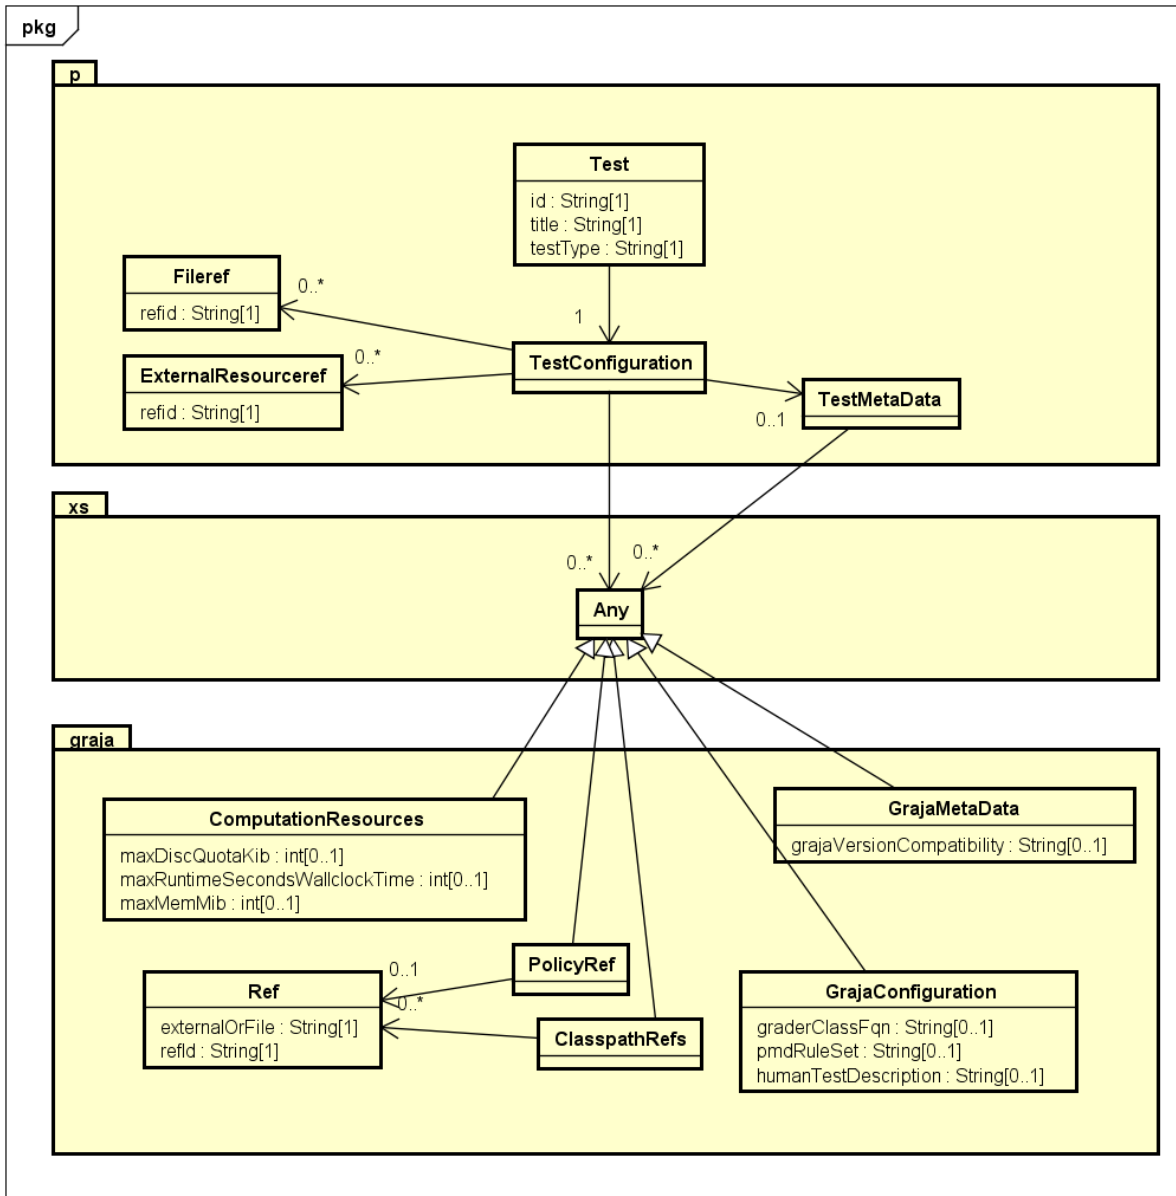 pkg
p
Test
id : String[1]
title : String[1]
testType : String[1]
Fileref
refid : String[1]
0..*
1
ExternalResourceref
refid : String[1]
0..*
TestConfiguration
TestMetaData
0..1
xs
0..*
0..*
Any
graja
ComputationResources
maxDiscQuotaKib : int[0..1]
maxRuntimeSecondsWallclockTime : int[0..1]
maxMemMib : int[0..1]
GrajaMetaData
grajaVersionCompatibility : String[0..1]
PolicyRef
0..1
Ref
externalOrFile : String[1]
refId : String[1]
0..*
ClasspathRefs
GrajaConfiguration
graderClassFqn : String[0..1]
pmdRuleSet : String[0..1]
humanTestDescription : String[0..1]